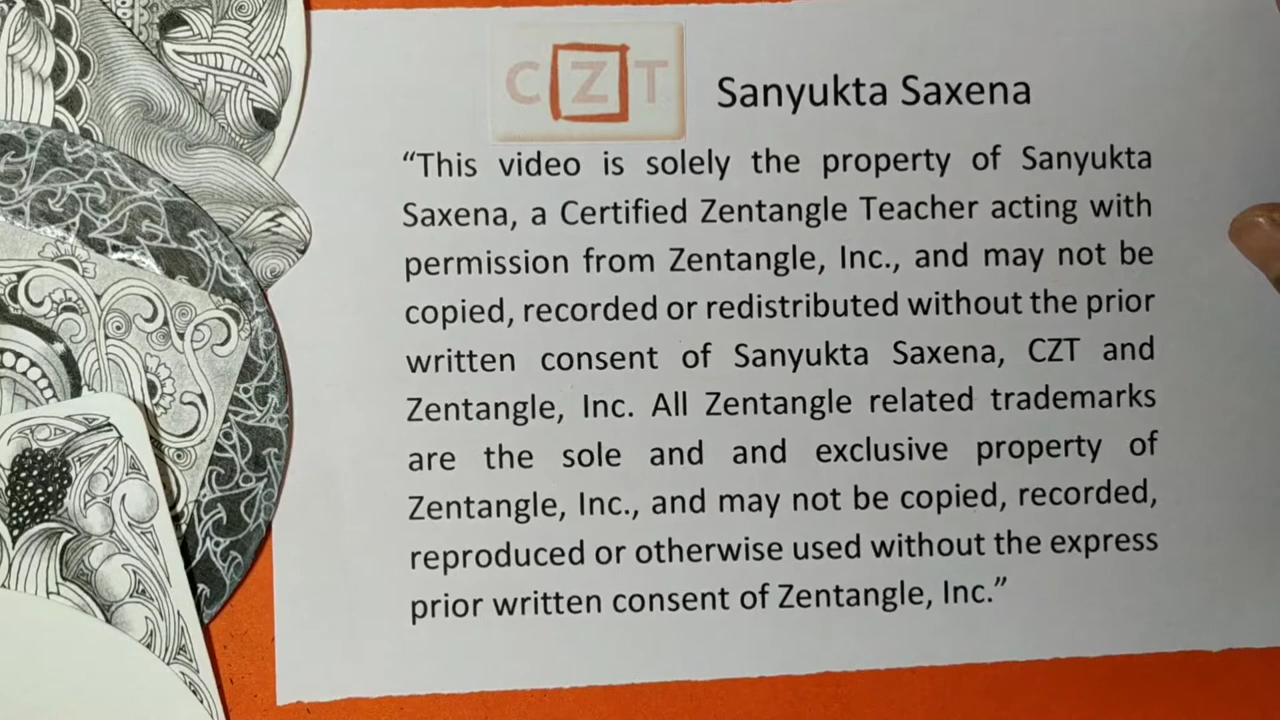 CZT Sanyukta Saxena
“This video is solely the property of Sanyukta
Saxena, a Certified Zentangle Teacher acting with
permission from Zentangle, Inc., and may not be
copied, recorded or redistributed without the prior
written consent of Sanyukta Saxena, CZT and
Zentangle, Inc. All Zentangle related trademarks
are the sole and and exclusive property of
Zentangle, Inc., and may not be copied, recorded,
reproduced or otherwise used without the express
prior written consent of Zentangle, Inc.”